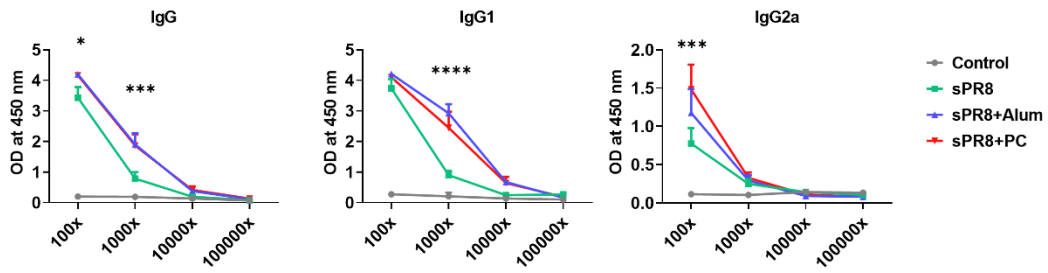 IgG
OD at 450 nm
5
4
3
2
1
0
*
***
100x
1000x
10000x
100000x
IgG1
OD at 450 nm
5
4
3
2
1
0
****
100x
1000x
10000x
100000x
IgG2a
OD at 450 nm
2.0
1.5
1.0
0.5
0.0
***
100x
1000x
10000x
100000x
Control
sPR8
sPR8+Alum
sPR8+PC